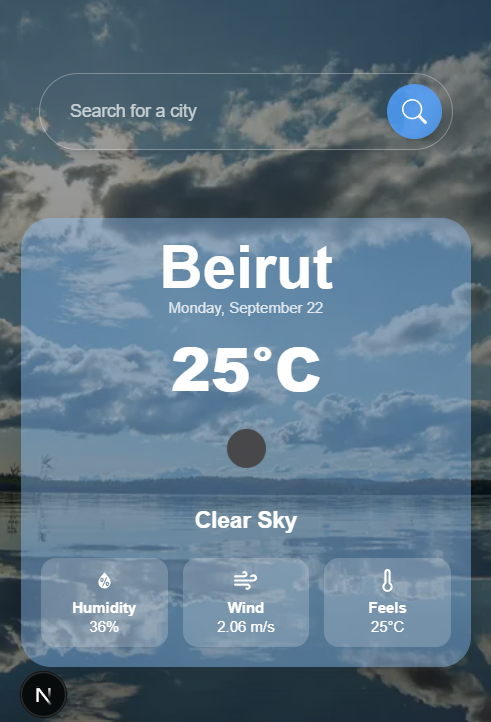 Search for a city
Beirut
Monday, September 22
25°C
Clear Sky
%
Humidity
36%
Wind
2.06 m/s
Feels
25°C
N